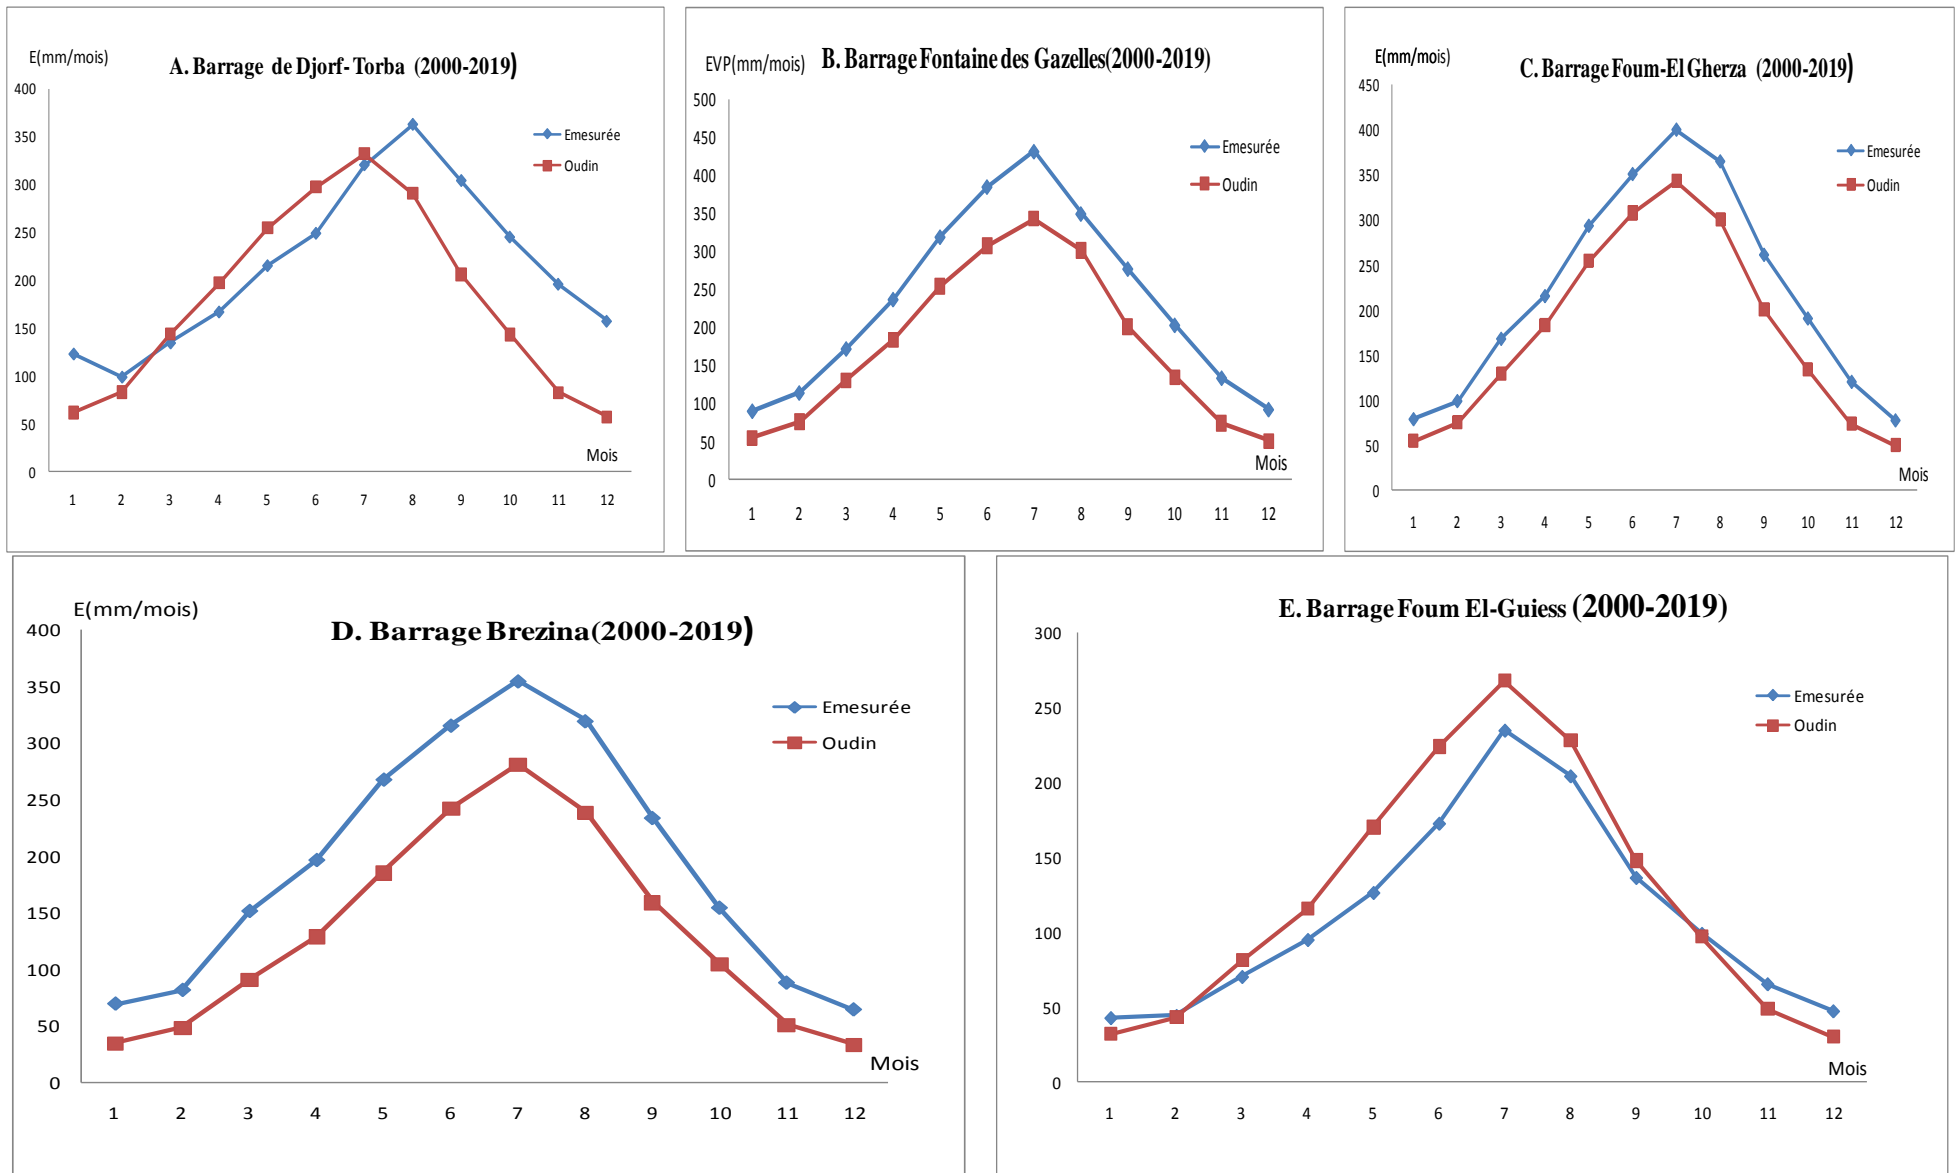 E(mm/mois)
A. Barrage de Djorf-Torba (2000-2019)
400
350
300
250
200
150
100
50
0
Emesurée
Oudin
Mois
1 2 3 4 5 6 7 8 9 10 11 12
EVP(mm/mois)
B. Barrage Fontaine des Gazelles(2000-2019)
500
450
400
350
300
250
200
150
100
50
0
Emesurée
Oudin
Mois
1 2 3 4 5 6 7 8 9 10 11 12
E(mm/mois)
C. Barrage Foum-El Gherza (2000-2019)
450
400
350
300
250
200
150
100
50
0
Emesurée
Oudin
Mois
1 2 3 4 5 6 7 8 9 10 11 12
E(mm/mois)
D. Barrage Brezina(2000-2019)
400
350
300
250
200
150
100
50
0
Emesurée
Oudin
Mois
1 2 3 4 5 6 7 8 9 10 11 12
E. Barrage Foum El-Guiess (2000-2019)
300
250
200
150
100
50
0
Emesurée
Oudin
Mois
1 2 3 4 5 6 7 8 9 10 11 12